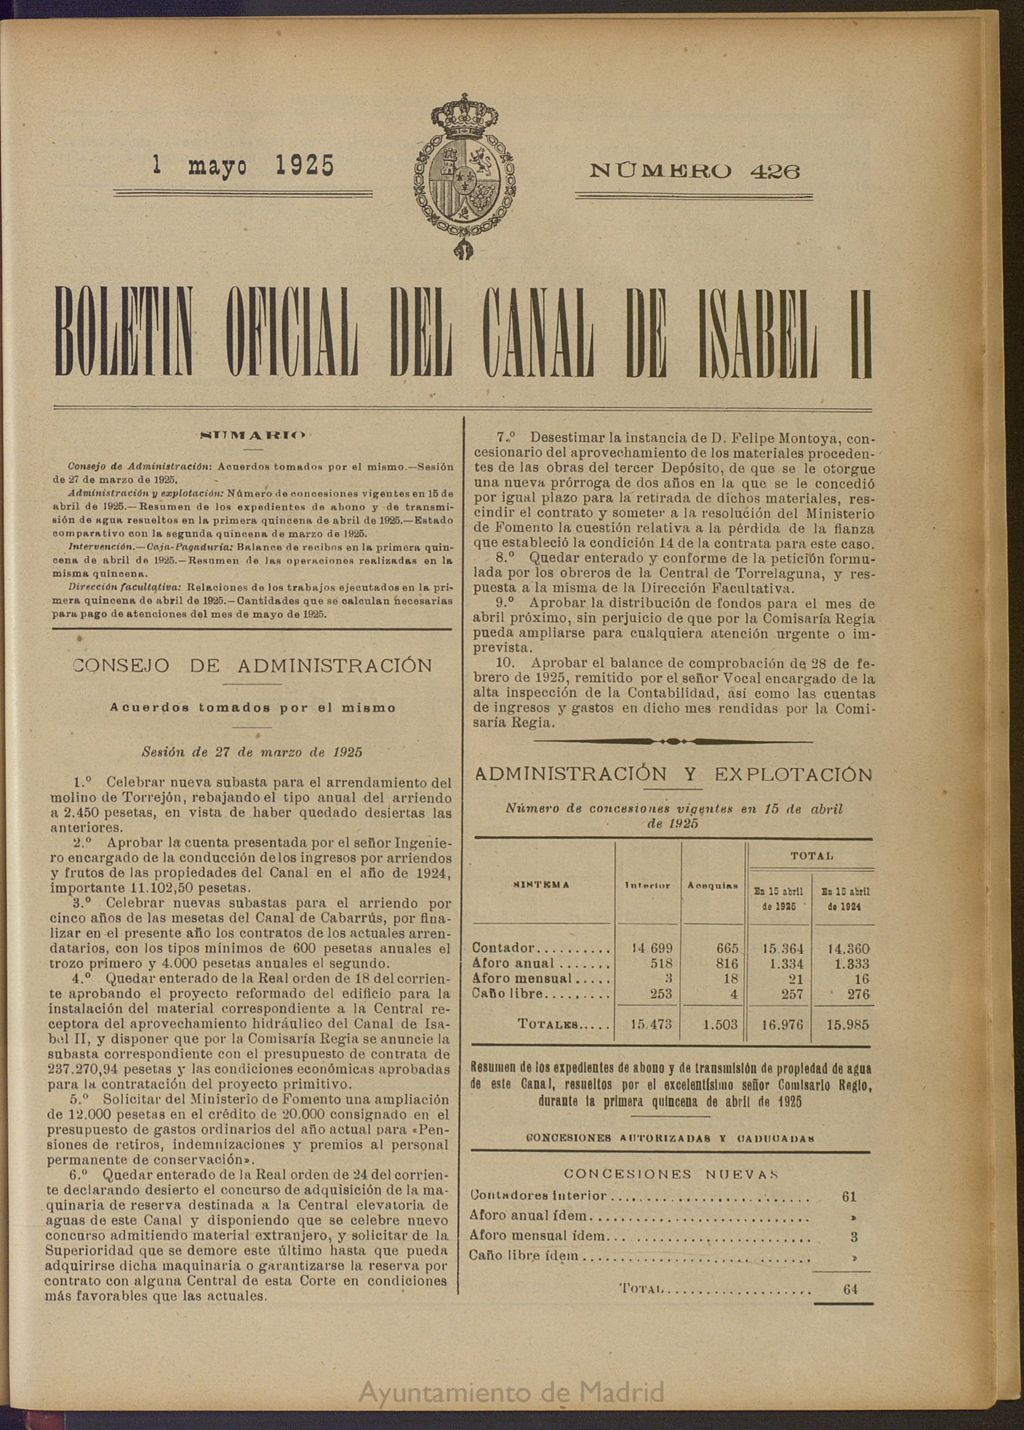 1 mayo 1925
NÚMERO 426
BOLETIN OFICIAL DEL CANAL DE ISABEL II
SUMARIO
Consejo de Administración: Acuerdos tomados por el mismo.—Sesión
de 27 de marzo de 1925.
Administración y explotación: Número de concesiones vigentes en 15 de
abril de 1925.—Resumen de los expedientes de abono y de transmi-
sión de agua resueltos en la primera quincena de abril de 1925.—Estado
comparativo con la segunda quincena de marzo de 1925.
Intervención.—Caja-Pagaduría: Balance de recibos en la primera quin-
cena de abril de 1925.—Resumen de las operaciones realizadas en la
misma quincena.
Dirección facultativa: Relaciones de los trabajos ejecutados en la pri-
mera quincena de abril de 1925.—Cantidades que se calculan necesarias
para pago de atenciones del mes de mayo de 1925.
CONSEJO DE ADMINISTRACIÓN
Acuerdos tomados por el mismo
Sesión de 27 de marzo de 1925
1.º Celebrar nueva subasta para el arrendamiento del
molino de Torrejón, rebajando el tipo anual del arriendo
a 2.450 pesetas, en vista de haber quedado desiertas las
anteriores.
2.º Aprobar la cuenta presentada por el señor Ingenie-
ro encargado de la conducción de los ingresos por arriendos
y frutos de las propiedades del Canal en el año de 1924,
importante 11.102,50 pesetas.
3.º Celebrar nuevas subastas para el arriendo por
cinco años de las mesetas del Canal de Cabarrús, por fina-
lizar en el presente año los contratos de los actuales arren-
datarios, con los tipos mínimos de 600 pesetas anuales el
trozo primero y 4.000 pesetas anuales el segundo.
4.º Quedar enterado de la Real orden de 18 del corrien-
te aprobando el proyecto reformado del edificio para la
instalación del material correspondiente a la Central re-
ceptora del aprovechamiento hidráulico del Canal de Isa-
bel II, y disponer que por la Comisaría Regia se anuncie la
subasta correspondiente con el presupuesto de contrata de
237.270,94 pesetas y las condiciones económicas aprobadas
para la contratación del proyecto primitivo.
5.º Solicitar del Ministerio de Fomento una ampliación
de 12.000 pesetas en el crédito de 20.000 consignado en el
presupuesto de gastos ordinarios del año actual para «Pen-
siones de retiros, indemnizaciones y premios al personal
permanente de conservación».
6.º Quedar enterado de la Real orden de 24 del corrien-
te declarando desierto el concurso de adquisición de la ma-
quinaria de reserva destinada a la Central elevatoria de
aguas de este Canal y disponiendo que se celebre nuevo
concurso admitiendo material extranjero, y solicitar de la
Superioridad que se demore este último hasta que pueda
adquirirse dicha maquinaria o garantizarse la reserva por
contrato con alguna Central de esta Corte en condiciones
más favorables que las actuales.
7.º Desestimar la instancia de D. Felipe Montoya, con-
cesionario del aprovechamiento de los materiales proceden-
tes de las obras del tercer Depósito, de que se le otorgue
una nueva prórroga de dos años en la que se le concedió
por igual plazo para la retirada de dichos materiales, res-
cindir el contrato y someter a la resolución del Ministerio
de Fomento la cuestión relativa a la pérdida de la fianza
que estableció la condición 14 de la contrata para este caso.
8.º Quedar enterado y conforme de la petición formu-
lada por los obreros de la Central de Torrelaguna, y res-
puesta a la misma de la Dirección Facultativa.
9.º Aprobar la distribución de fondos para el mes de
abril próximo, sin perjuicio de que por la Comisaría Regia
pueda ampliarse para cualquiera atención urgente o im-
prevista.
10. Aprobar el balance de comprobación de 28 de fe-
brero de 1925, remitido por el señor Vocal encargado de la
alta inspección de la Contabilidad, así como las cuentas
de ingresos y gastos en dicho mes rendidas por la Comi-
saría Regia.
ADMINISTRACIÓN Y EXPLOTACIÓN
Número de concesiones vigentes en 15 de abril
de 1925
TOTAL
SISTEMA Interior Acequias En 15 abril de 1925 En 15 abril de 1924
Contador.......... 14.699 665 15.364 14.360
Aforo anual....... 518 816 1.334 1.333
Aforo mensual..... 3 18 21 16
Caño libre......... 253 4 257 276
TOTALES..... 15.473 1.503 16.976 15.985
Resumen de los expedientes de abono y de transmisión de propiedad de agua
de este Canal, resueltos por el excelentísimo señor Comisario Regio,
durante la primera quincena de abril de 1925
CONCESIONES AUTORIZADAS Y CADUCADAS
CONCESIONES NUEVAS
Contadores interior.......................... 61
Aforo anual ídem............................ »
Aforo mensual ídem.......................... 3
Caño libre ídem............................. »
TOTAL.................. 64
Ayuntamiento de Madrid